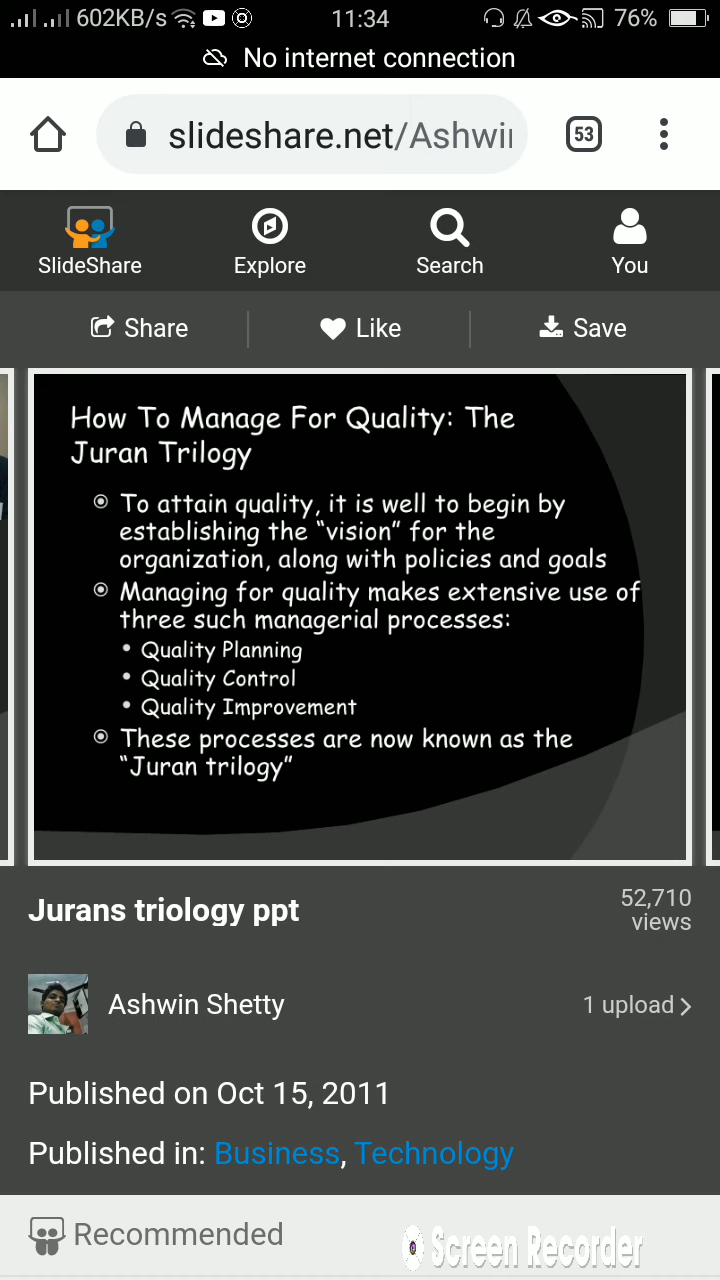 602KB/s 11:34 76%
No internet connection
slideshare.net/Ashwi
53
SlideShare Explore Search You
Share Like Save
How To Manage For Quality: The
Juran Trilogy
To attain quality, it is well to begin by
establishing the “vision” for the
organization, along with policies and goals
Managing for quality makes extensive use of
three such managerial processes:
• Quality Planning
• Quality Control
• Quality Improvement
These processes are now known as the
“Juran trilogy”
Jurans triology ppt
52,710
views
Ashwin Shetty 1 upload
Published on Oct 15, 2011
Published in: Business, Technology
Recommended
Screen Recorder